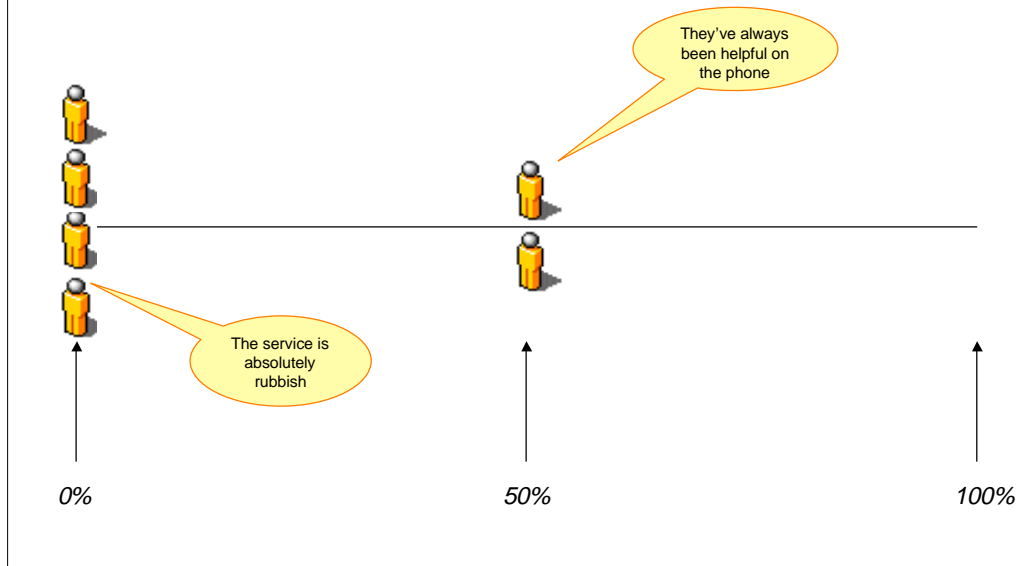 They've always
been helpful on
the phone
The service is
absolutely
rubbish
0%
50%
100%